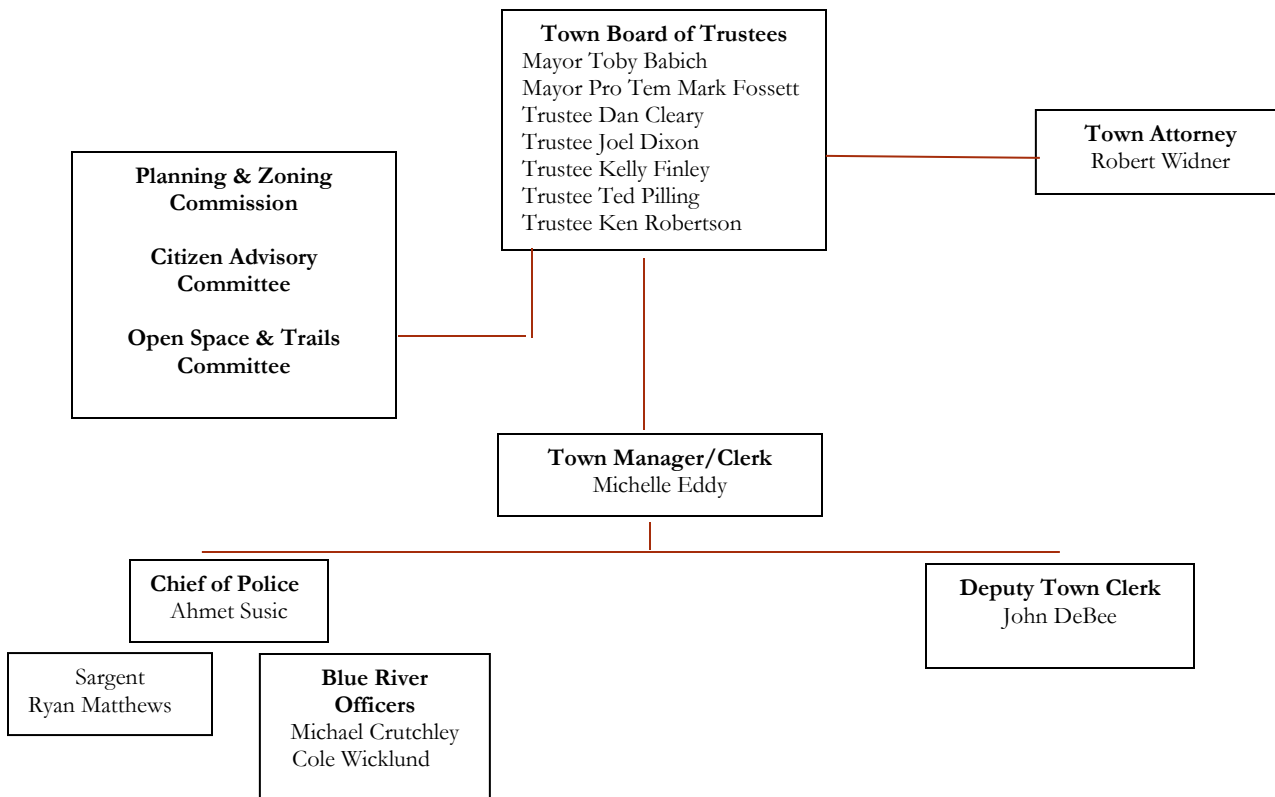 Town Board of Trustees
Mayor Toby Babich
Mayor Pro Tem Mark Fossett
Trustee Dan Cleary
Trustee Joel Dixon
Trustee Kelly Finley
Trustee Ted Pilling
Trustee Ken Robertson
Town Attorney
Robert Widner
Planning & Zoning
Commission
Citizen Advisory
Committee
Open Space & Trails
Committee
Town Manager/Clerk
Michelle Eddy
Chief of Police
Ahmet Susic
Deputy Town Clerk
John DeBee
Sargent
Ryan Matthews
Blue River
Officers
Michael Crutchley
Cole Wicklund